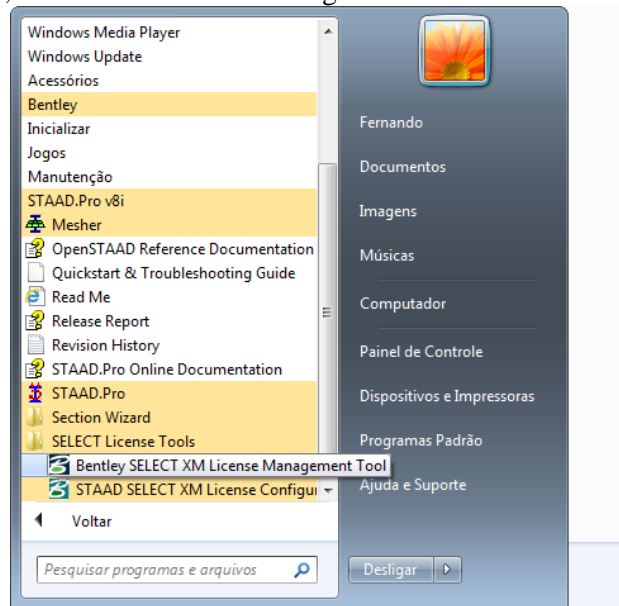 Windows Media Player
Windows Update
Acessórios
Bentley
Inicializar
Jogos
Manutenção
STAAD.Pro v8i
Mesher
OpenSTAAD Reference Documentation
Quickstart & Troubleshooting Guide
Read Me
Release Report
Revision History
STAAD.Pro Online Documentation
STAAD.Pro
Section Wizard
SELECT License Tools
Bentley SELECT XM License Management Tool
STAAD SELECT XM License Configur
Voltar
Pesquisar programas e arquivos
Fernando
Documentos
Imagens
Músicas
Computador
Painel de Controle
Dispositivos e Impressoras
Programas Padrão
Ajuda e Suporte
Desligar